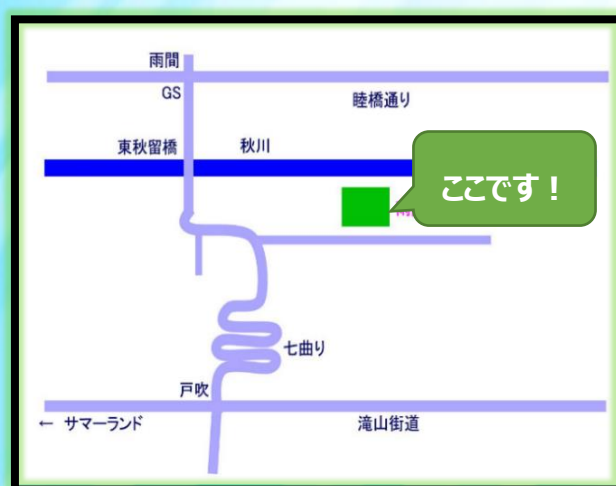 雨間
GS
睦橋通り
東秋留橋
秋川
ここです！
七曲り
戸吹
← サマーランド
滝山街道